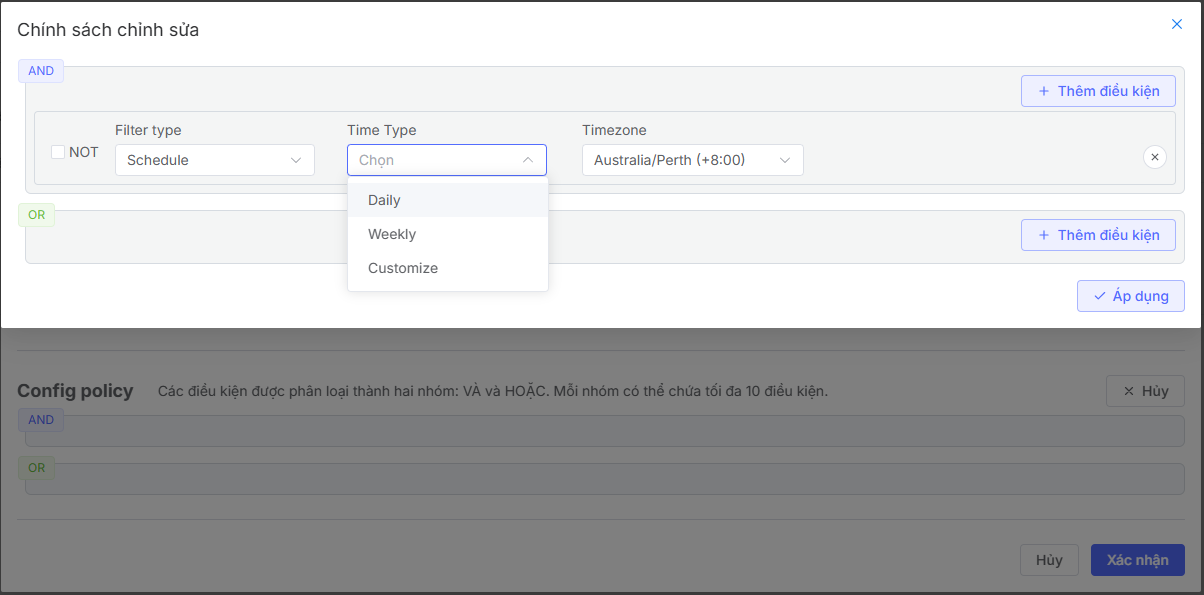 Chính sách chỉnh sửa
AND
Thêm điều kiện
NOT
Filter type
Schedule
Time Type
Chọn
Timezone
Australia/Perth (+8:00)
Daily
Weekly
Customize
OR
Thêm điều kiện
Áp dụng
Config policy
Các điều kiện được phân loại thành hai nhóm: VÀ và HOẶC. Mỗi nhóm có thể chứa tối đa 10 điều kiện.
Hủy
AND
OR
Hủy
Xác nhận